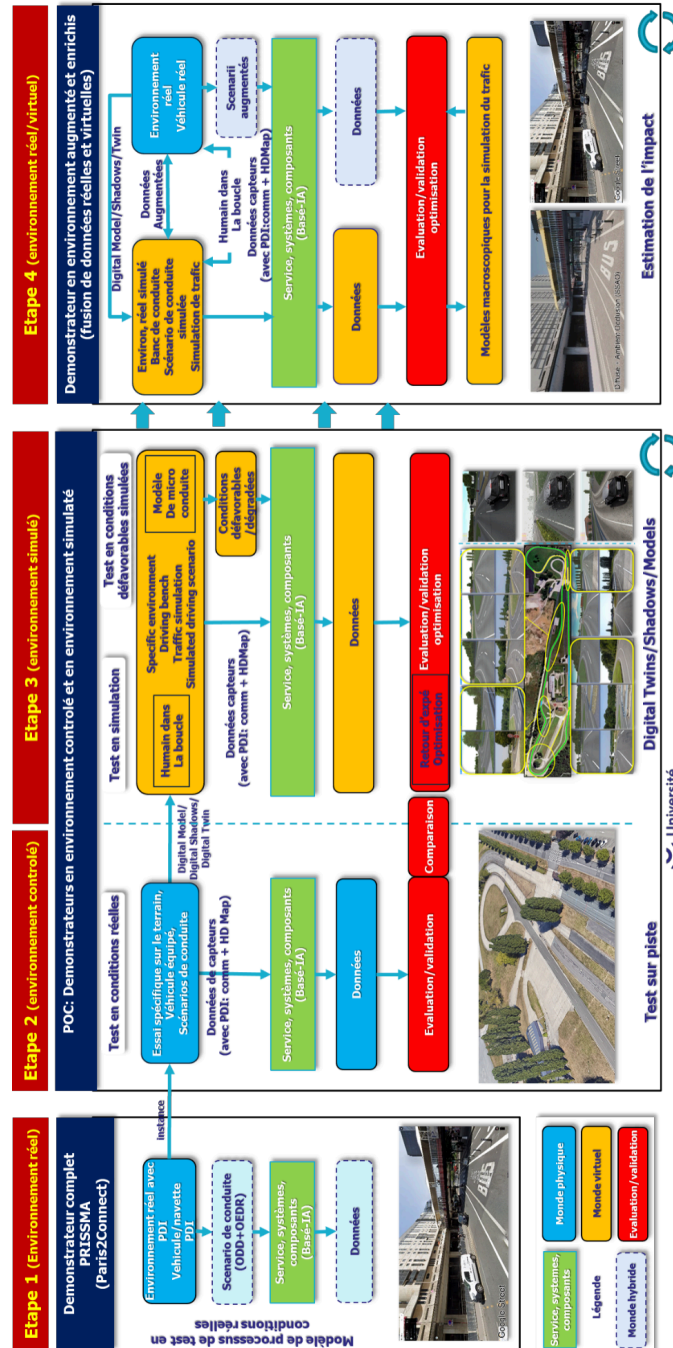 Etape 1 (Environnement réel)
Demonstrateur complet
PRISSMA
(Paris2Connect)
Modèle de processus de test en
conditions réelles
Environnement réel avec
PDI
Vehicule/navette
PDI
Scenario de conduite
(ODD+OEDR)
Service, systèmes,
composants
(Basé-IA)
Données
Google Street
Service, systèmes,
composants
Légende
Monde hybride
Monde physique
Monde virtuel
Evaluation/validation
instance
Etape 2 (environnement controlé)
Etape 3 (environnement simulé)
POC: Demonstrateurs en environnement controlé et en environnement simulaté
Test en conditions réelles
Essai spécifique sur le terrain,
Véhicule équipé,
Scenarios de conduite
Données de capteurs
(avec PDI: comm + HD Map)
Service, systèmes, composants
(Basé-IA)
Données
Evaluation/validation
Comparaison
Test sur piste
Digital Model/
Digital Shadows/
Digital Twin
Test en simulation
Test en conditions
défavorables simulées
Humain dans
La boucle
Specific environment
Driving bench
Traffic simulation
Simulated driving scenario
Modèle
De micro
conduite
Données capteurs
(avec PDI: comm + HDMap)
Conditions
défavorables
/dégradées
Service, systèmes, composants
(Basé-IA)
Données
Retour d'expé
Optimisation
Evaluation/validation
optimisation
Digital Twins/Shadows/Models
Université
Etape 4 (environnement réel/virtuel)
Demonstrateur en environnement augmenté et enrichis
(fusion de données réelles et virtuelles)
Digital Model/Shadows/Twin
Environ, réel simulé
Banc de conduite
Scénario de conduite
simulée
Simulation de trafic
Données
Augmentées
Environnement
réel
Véhicule réel
Humain dans
La boucle
Scenarii
augmentés
Données capteurs
(avec PDI:comm + HDMap)
Service, systèmes, composants
(Basé-IA)
Données
Données
Evaluation/validation
optimisation
Modèles macroscopiques pour la simulation du trafic
Google Street
Estimation de l'impact